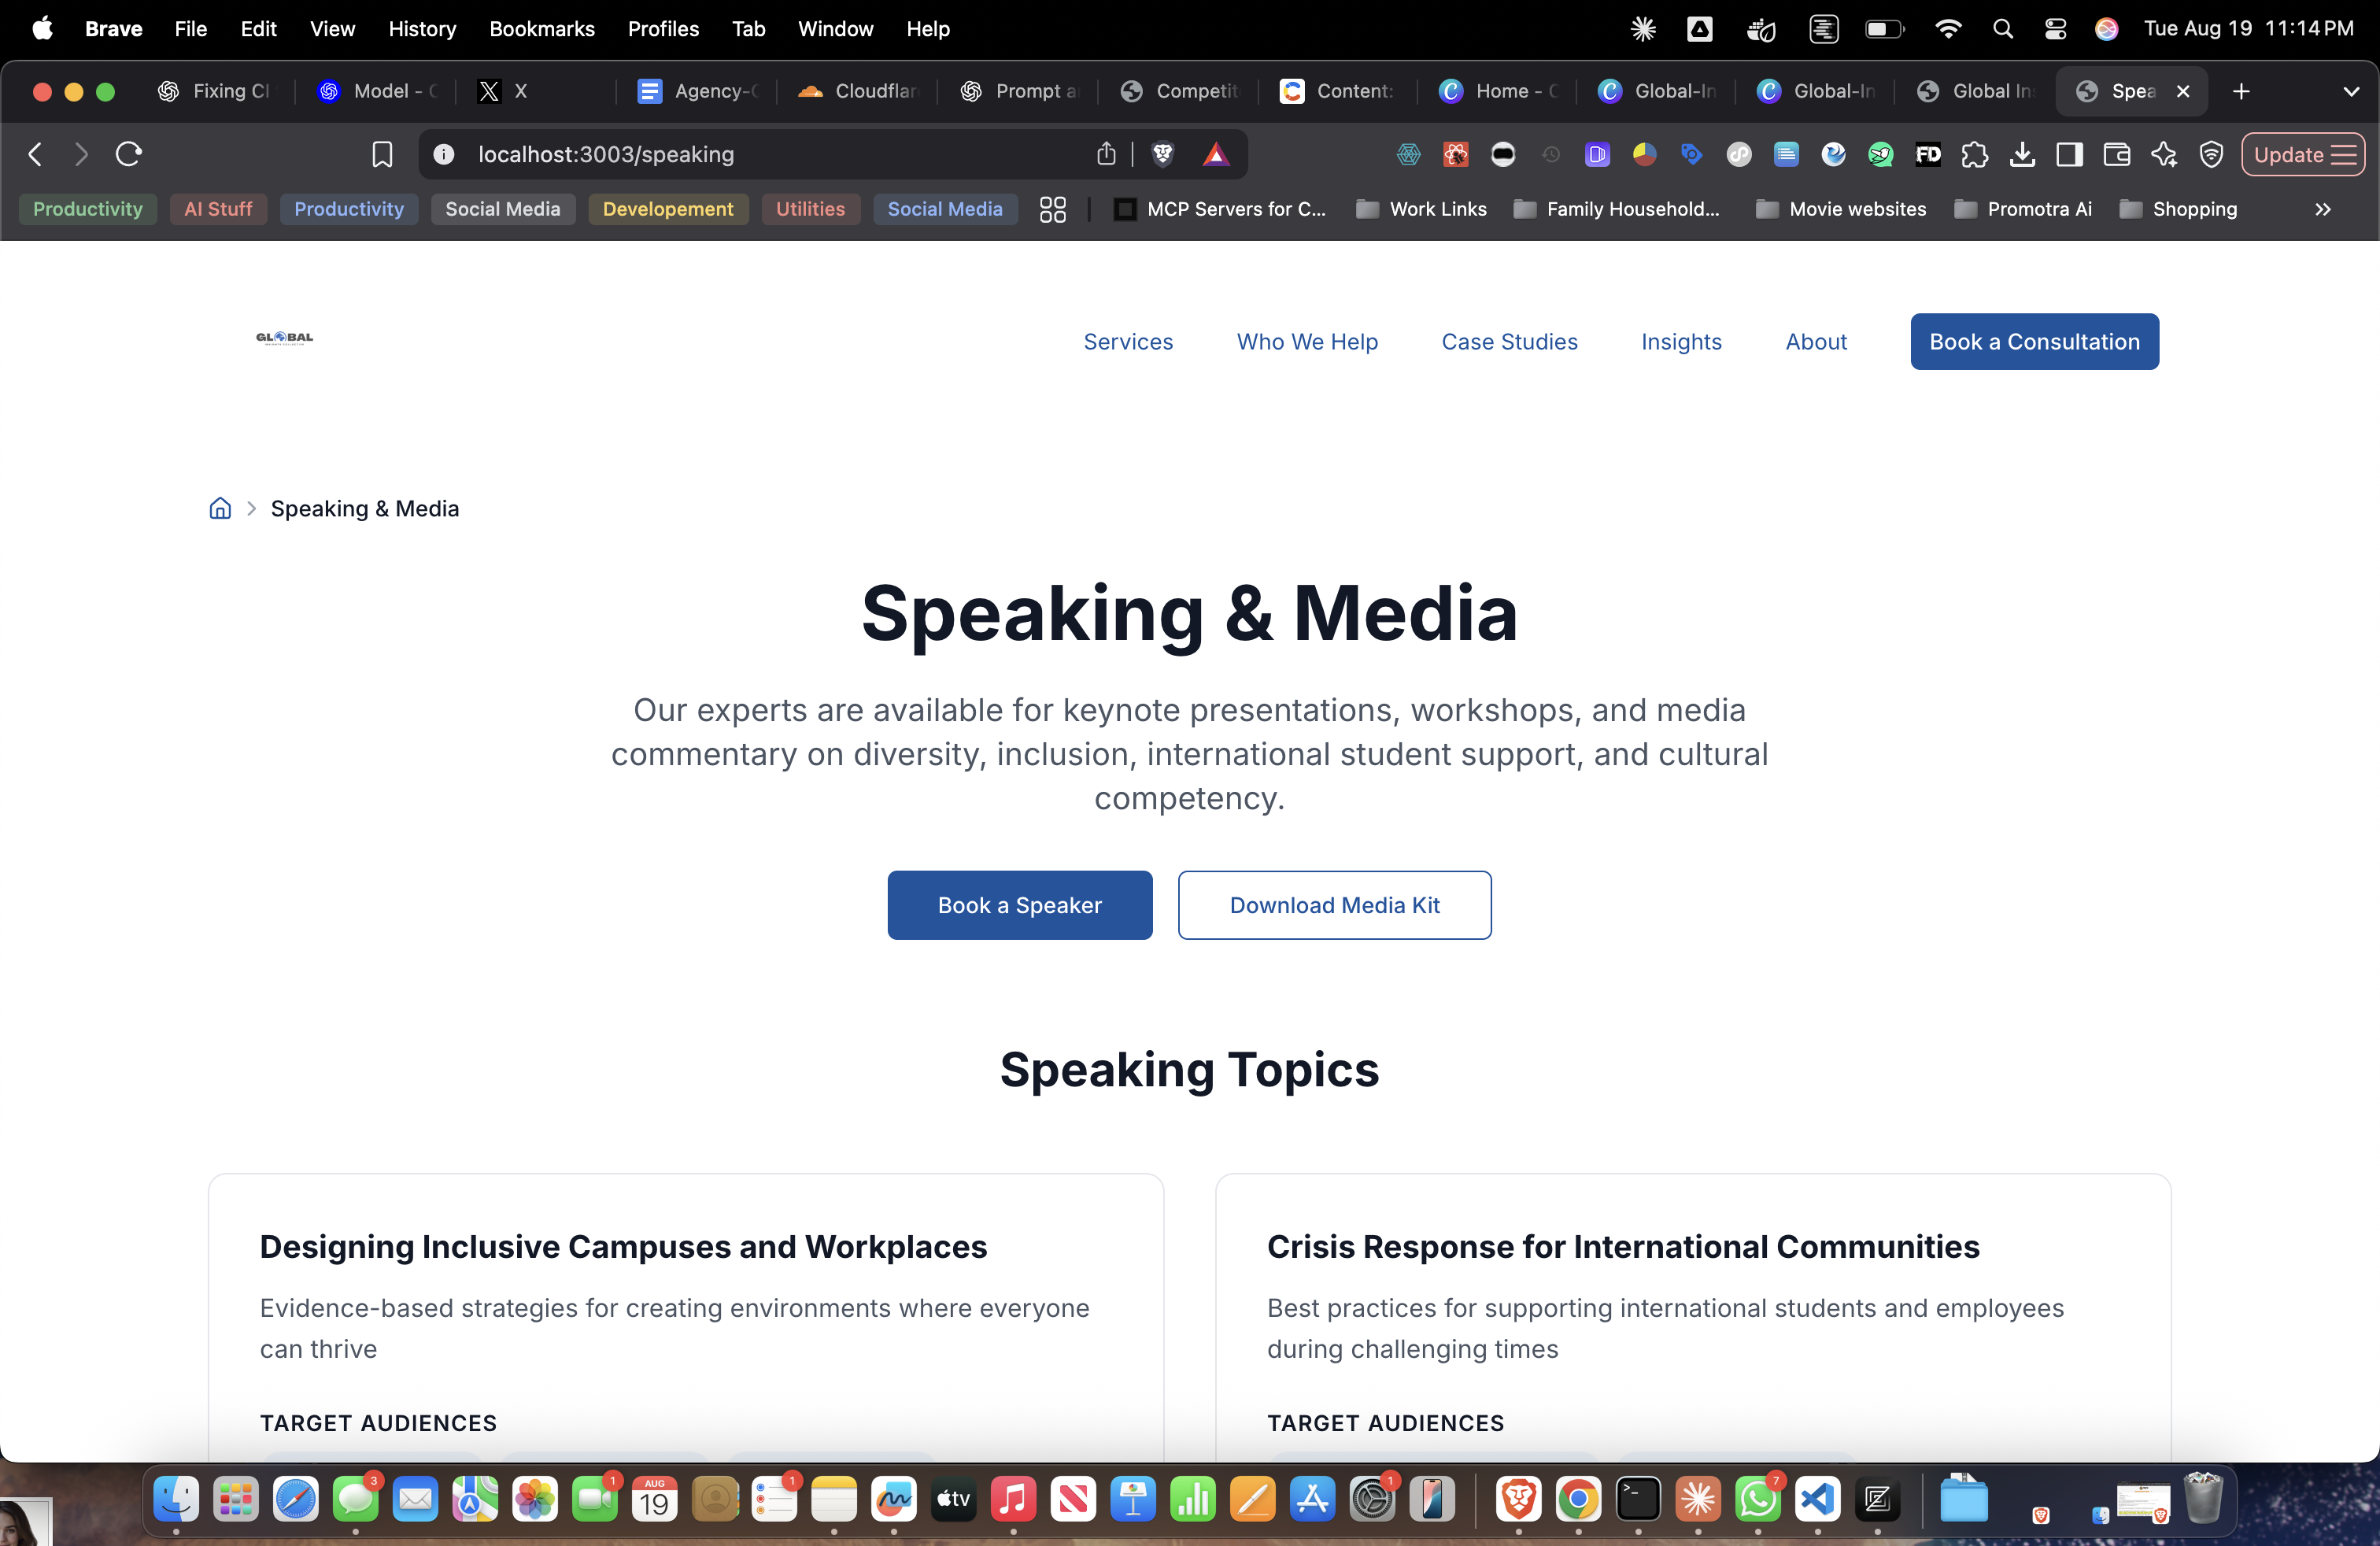 Brave File Edit View History Bookmarks Profiles Tab Window Help Tue Aug 19 11:14 PM
Fixing Cl Model - C X Agency-C Cloudflar Prompt a Competit Content: Home - C Global-In Global-In Global In Spea
localhost:3003/speaking FD Update
Productivity AI Stuff Productivity Social Media Developement Utilities Social Media MCP Servers for C... Work Links Family Household... Movie websites Promotra Ai Shopping
GLOBAL
Services Who We Help Case Studies Insights About Book a Consultation
Speaking & Media
Speaking & Media
Our experts are available for keynote presentations, workshops, and media
commentary on diversity, inclusion, international student support, and cultural
competency.
Book a Speaker Download Media Kit
Speaking Topics
Designing Inclusive Campuses and Workplaces
Evidence-based strategies for creating environments where everyone
can thrive
TARGET AUDIENCES
Crisis Response for International Communities
Best practices for supporting international students and employees
during challenging times
TARGET AUDIENCES
3 1 AUG 19 1 tv 1 7